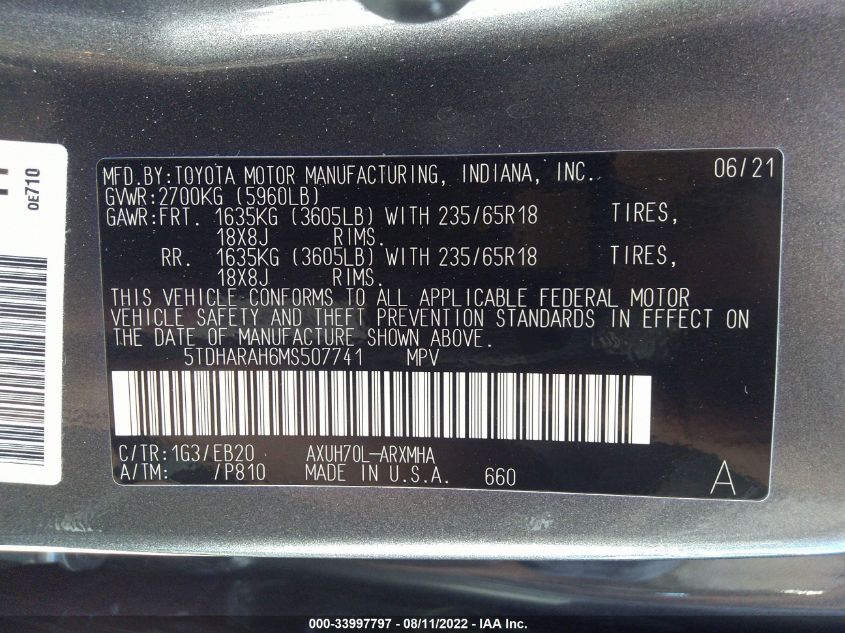 MFD.BY:TOYOTA MOTOR MANUFACTURING, INDIANA, INC. 06/21
GVWR:2700KG (5960LB)
GAWR:FRT. 1635KG (3605LB) WITH 235/65R18 TIRES,
18X8J RIMS.
RR. 1635KG (3605LB) WITH 235/65R18 TIRES,
18X8J RIMS.
THIS VEHICLE CONFORMS TO ALL APPLICABLE FEDERAL MOTOR
VEHICLE SAFETY AND THEFT PREVENTION STANDARDS IN EFFECT ON
THE DATE OF MANUFACTURE SHOWN ABOVE.
5TDHARAH6MS507741 MPV
C/TR:1G3/EB20 AXUH70L-ARXMHA
A/TM: /P810 MADE IN U.S.A. 660 A
0E710
000-33997797 - 08/11/2022 - IAA Inc.